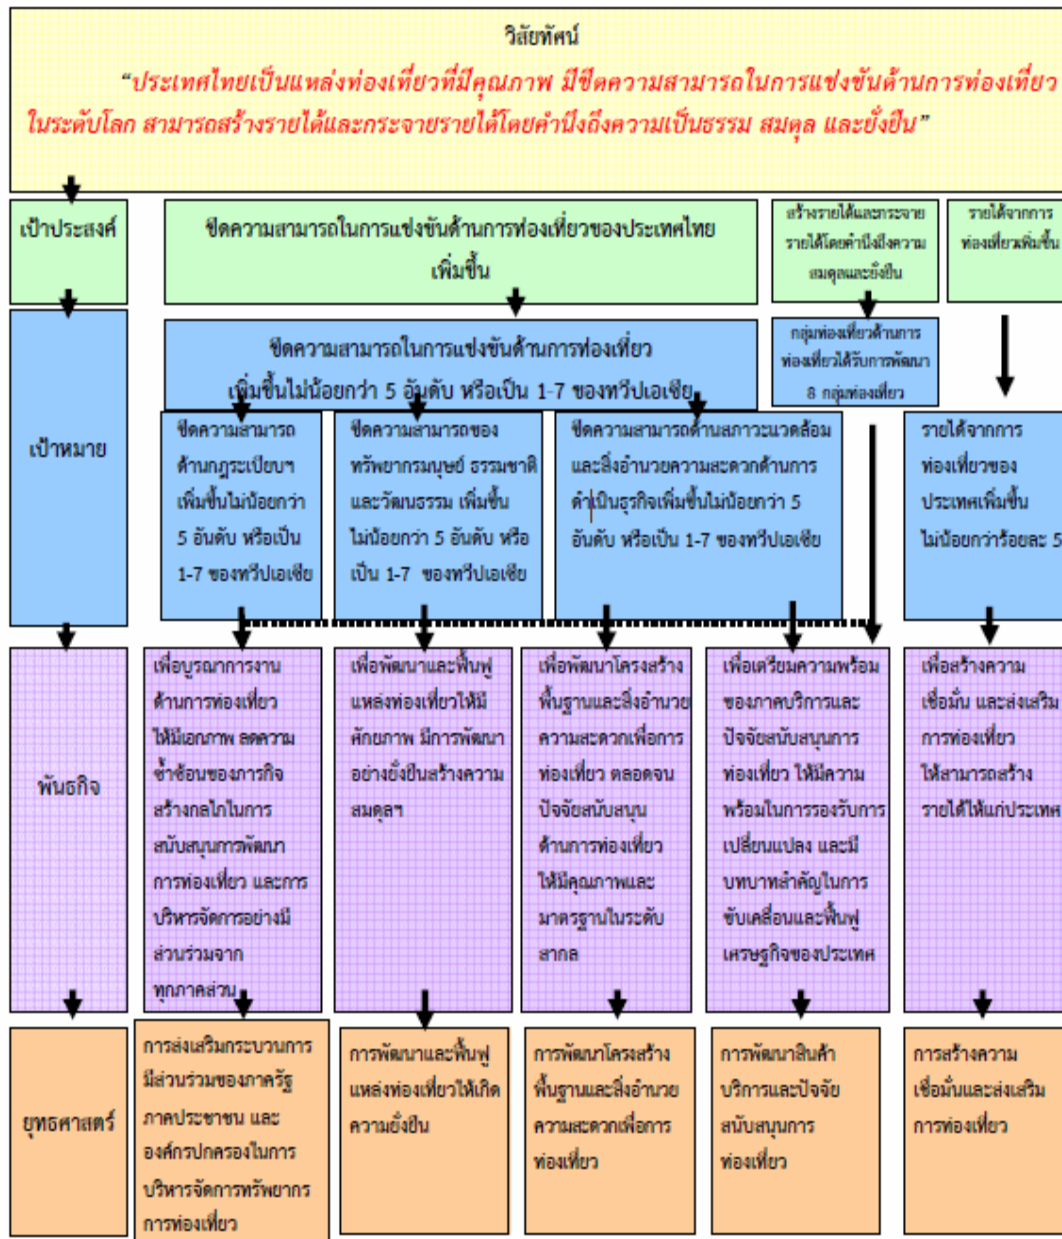 วิสัยทัศน์
“ประเทศไทยเป็นแหล่งท่องเที่ยวที่มีคุณภาพ มีขีดความสามารถในการแข่งขันด้านการท่องเที่ยว
ในระดับโลก สามารถสร้างรายได้และกระจายรายได้โดยคำนึงถึงความเป็นธรรม สมดุล และยั่งยืน”
เป้าประสงค์
ขีดความสามารถในการแข่งขันด้านการท่องเที่ยวของประเทศไทย
เพิ่มขึ้น
สร้างรายได้และกระจาย
รายได้โดยคำนึงถึงความ
สมดุลและยั่งยืน
รายได้จากการ
ท่องเที่ยวเพิ่มขึ้น
เป้าหมาย
ขีดความสามารถในการแข่งขันด้านการท่องเที่ยว
เพิ่มขึ้นไม่น้อยกว่า 5 อันดับ หรือเป็น 1-7 ของทวีปเอเชีย
กลุ่มท่องเที่ยวด้านการ
ท่องเที่ยวได้รับการพัฒนา
8 กลุ่มท่องเที่ยว
ขีดความสามารถ
ด้านกฎระเบียบฯ
เพิ่มขึ้นไม่น้อยกว่า
5 อันดับ หรือเป็น
1-7 ของทวีปเอเชีย
ขีดความสามารถของ
ทรัพยากรมนุษย์ ธรรมชาติ
และวัฒนธรรม เพิ่มขึ้น
ไม่น้อยกว่า 5 อันดับ หรือ
เป็น 1-7 ของทวีปเอเชีย
ขีดความสามารถด้านสภาวะแวดล้อม
และสิ่งอำนวยความสะดวกด้านการ
ดำเนินธุรกิจเพิ่มขึ้นไม่น้อยกว่า 5
อันดับ หรือเป็น 1-7 ของทวีปเอเชีย
รายได้จากการ
ท่องเที่ยวของ
ประเทศเพิ่มขึ้น
ไม่น้อยกว่าร้อยละ 5
พันธกิจ
เพื่อบูรณาการงาน
ด้านการท่องเที่ยว
ให้มีเอกภาพ ลดความ
ซ้ำซ้อนของภารกิจ
สร้างกลไกในการ
สนับสนุนการพัฒนา
การท่องเที่ยว และการ
บริหารจัดการอย่างมี
ส่วนร่วมจาก
ทุกภาคส่วน
เพื่อพัฒนาและฟื้นฟู
แหล่งท่องเที่ยวให้มี
ศักยภาพ มีการพัฒนา
อย่างยั่งยืนสร้างความ
สมดุลฯ
เพื่อพัฒนาโครงสร้าง
พื้นฐานและสิ่งอำนวย
ความสะดวกเพื่อการ
ท่องเที่ยว ตลอดจน
ปัจจัยสนับสนุน
ด้านการท่องเที่ยว
ให้มีคุณภาพและ
มาตรฐานในระดับ
สากล
เพื่อเตรียมความพร้อม
ของภาคบริการและ
ปัจจัยสนับสนุนการ
ท่องเที่ยว ให้มีความ
พร้อมในการรองรับการ
เปลี่ยนแปลง และมี
บทบาทสำคัญในการ
ขับเคลื่อนและฟื้นฟู
เศรษฐกิจของประเทศ
เพื่อสร้างความ
เชื่อมั่น และส่งเสริม
การท่องเที่ยว
ให้สามารถสร้าง
รายได้ให้แก่ประเทศ
ยุทธศาสตร์
การส่งเสริมกระบวนการ
มีส่วนร่วมของภาครัฐ
ภาคประชาชน และ
องค์กรปกครองในการ
บริหารจัดการทรัพยากร
การท่องเที่ยว
การพัฒนาและฟื้นฟู
แหล่งท่องเที่ยวให้เกิด
ความยั่งยืน
การพัฒนาโครงสร้าง
พื้นฐานและสิ่งอำนวย
ความสะดวกเพื่อการ
ท่องเที่ยว
การพัฒนาสินค้า
บริการและปัจจัย
สนับสนุนการ
ท่องเที่ยว
การสร้างความ
เชื่อมั่นและส่งเสริม
การท่องเที่ยว